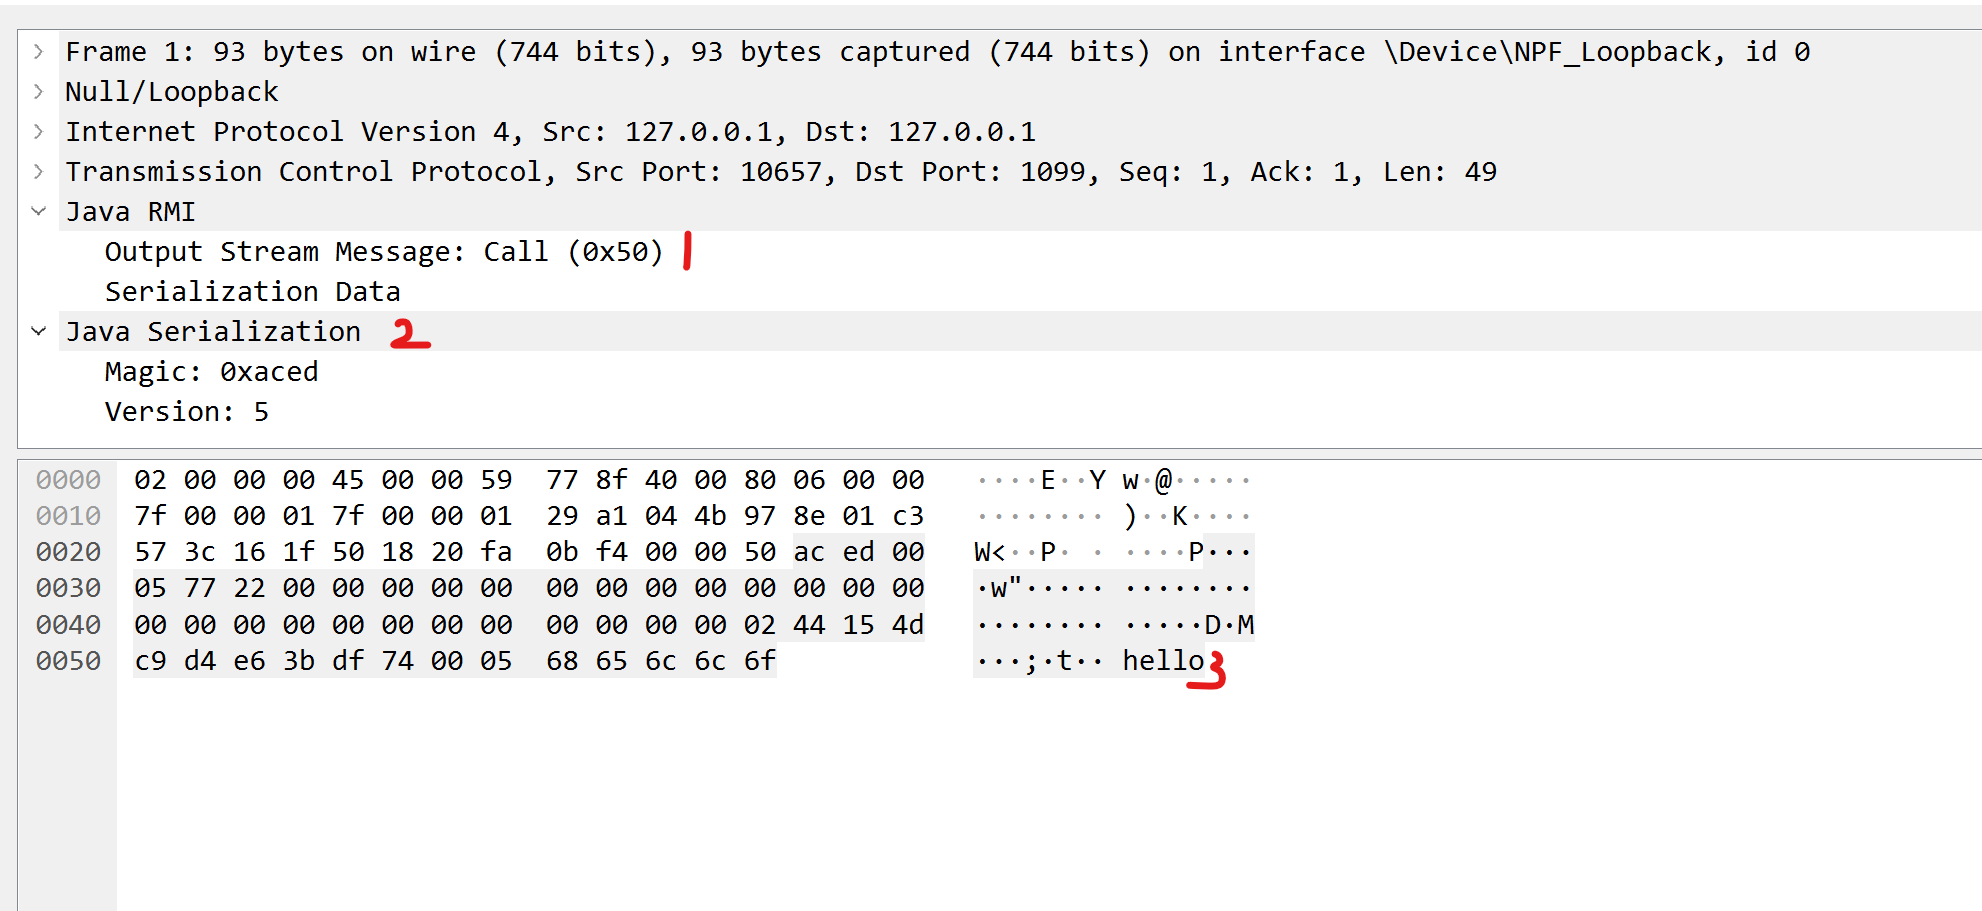 Frame 1: 93 bytes on wire (744 bits), 93 bytes captured (744 bits) on interface \Device\NPF_Loopback, id 0
Null/Loopback
Internet Protocol Version 4, Src: 127.0.0.1, Dst: 127.0.0.1
Transmission Control Protocol, Src Port: 10657, Dst Port: 1099, Seq: 1, Ack: 1, Len: 49
Java RMI
Output Stream Message: Call (0x50) 1
Serialization Data
Java Serialization 2
Magic: 0xaced
Version: 5
0000 02 00 00 00 45 00 00 59 77 8f 40 00 80 06 00 00 ····E··Y w·@·····
0010 7f 00 00 01 7f 00 00 01 29 a1 04 4b 97 8e 01 c3 ········ )··K····
0020 57 3c 16 1f 50 18 20 fa 0b f4 00 00 50 ac ed 00 W<··P· · ····P···
0030 05 77 22 00 00 00 00 00 00 00 00 00 00 00 00 00 ·w"····· ········
0040 00 00 00 00 00 00 00 00 00 00 00 00 02 44 15 4d ········ ·····D·M
0050 c9 d4 e6 3b df 74 00 05 68 65 6c 6c 6f ···;·t·· hello 3